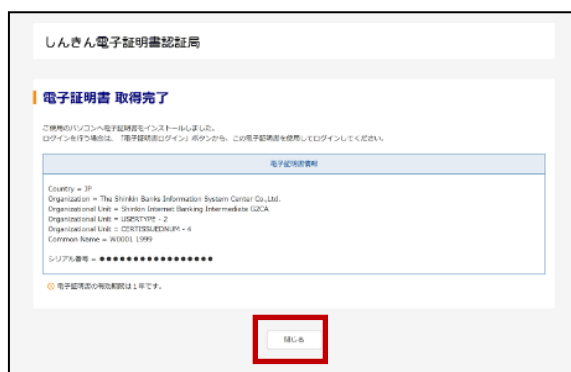 しんきん電子証明書認証局
電子証明書 取得完了
ご使用のパソコンへ電子証明書をインストールしました。
ログインを行う場合は、「電子証明書ログイン」ボタンから、この電子証明書を使用してログインしてください。
電子証明書情報
Country = JP
Organization = The Shinkin Banks Information System Center Co.,Ltd.
Organizational Unit = Shinkin Internet Banking Intermediate G2CA
Organizational Unit = USERTYPE - 2
Organizational Unit = CERTISSUEDNUM - 4
Common Name = W0001 1999
シリアル番号 = ●●●●●●●●●●●●●●●●●
電子証明書の有効期間は1年です。
閉じる